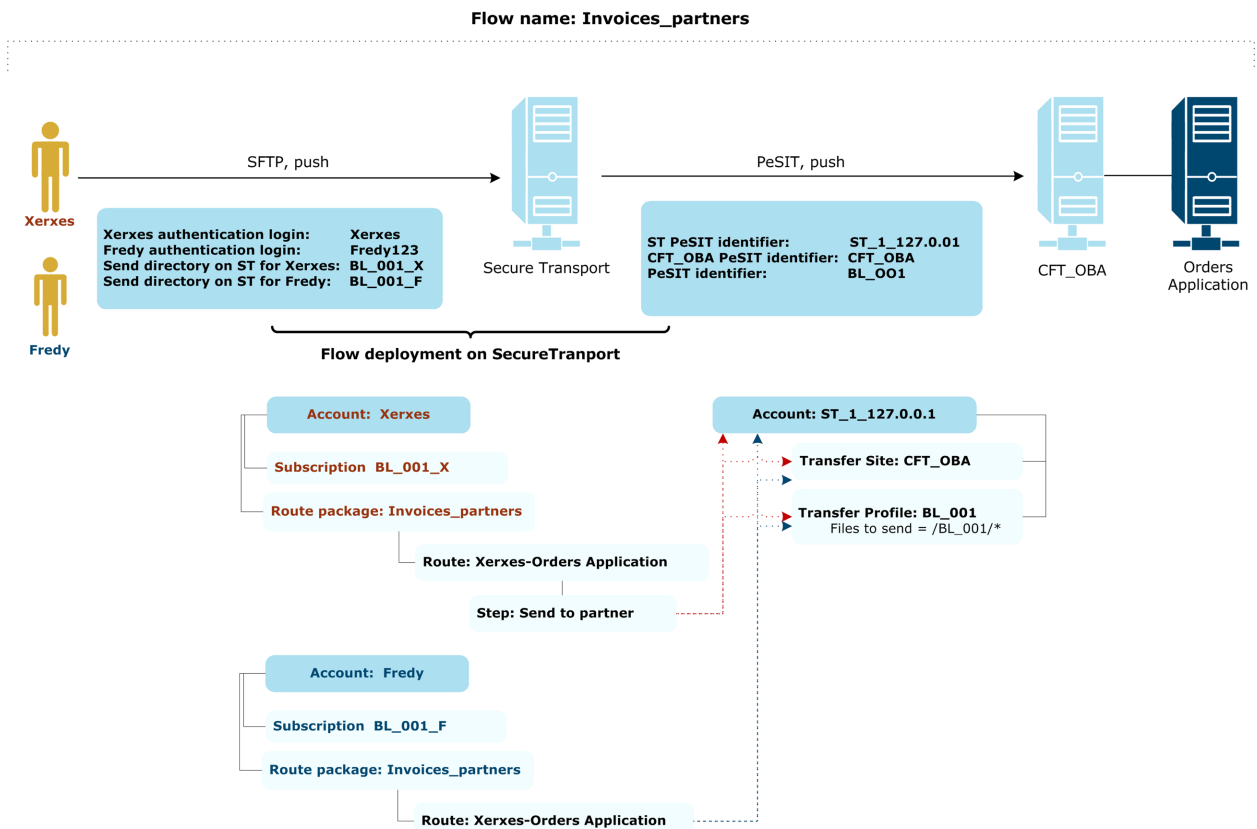 Flow name: Invoices_partners
SFTP, push
PeSIT, push
Xerxes
Xerxes authentication login: Xerxes
Fredy authentication login: Fredy123
Send directory on ST for Xerxes: BL_001_X
Send directory on ST for Fredy: BL_001_F
Secure Transport
ST PeSIT identifier: ST_1_127.0.01
CFT_OBA PeSIT identifier: CFT_OBA
PeSIT identifier: BL_OO1
CFT_OBA
Orders
Application
Fredy
Flow deployment on SecureTranport
Account: Xerxes
Subscription BL_001_X
Route package: Invoices_partners
Route: Xerxes-Orders Application
Step: Send to partner
Account: ST_1_127.0.0.1
Transfer Site: CFT_OBA
Transfer Profile: BL_001
Files to send = /BL_001/*
Account: Fredy
Subscription BL_001_F
Route package: Invoices_partners
Route: Xerxes-Orders Application